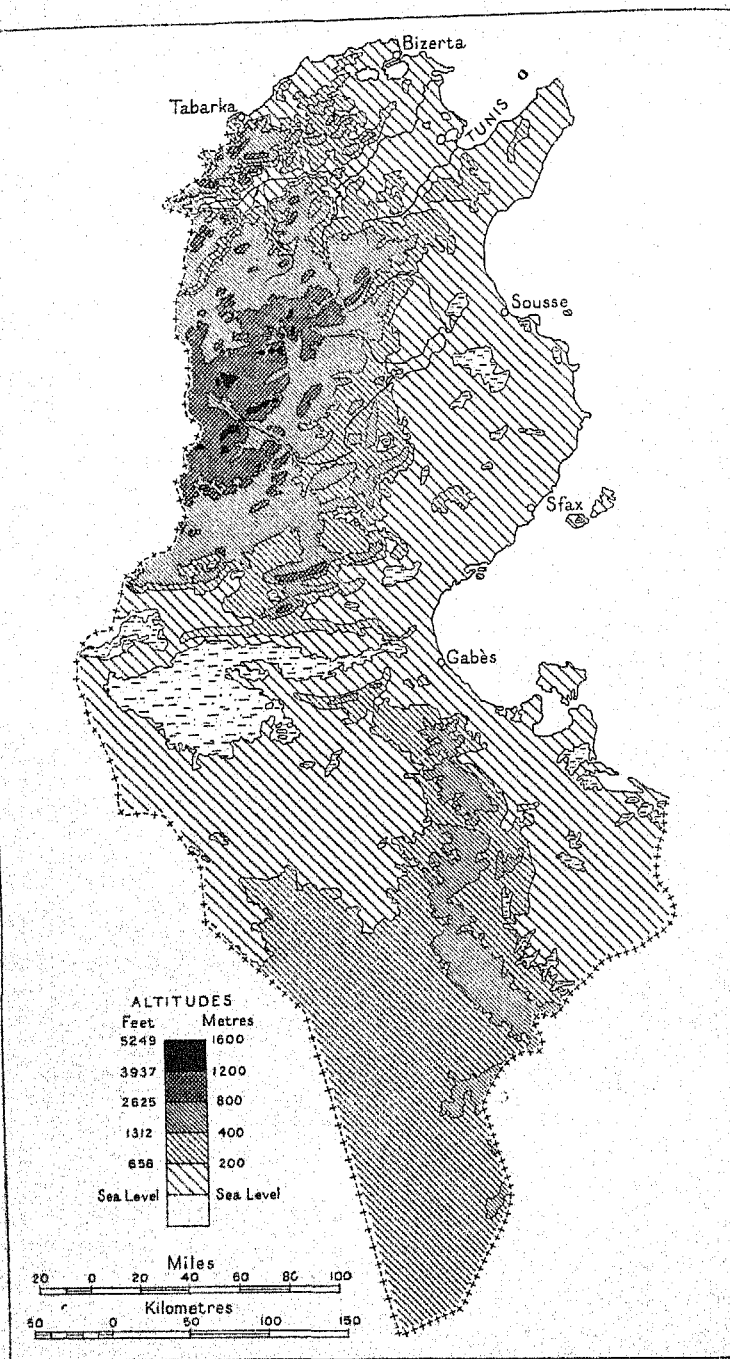 Bizerta
Tabarka
TUNIS
Sousse
Sfax
Gabès
ALTITUDES
Feet Metres
5249 1600
3937 1200
2625 800
1312 400
656 200
Sea Level Sea Level
Miles
20 0 20 40 60 80 100
Kilometres
50 0 50 100 150